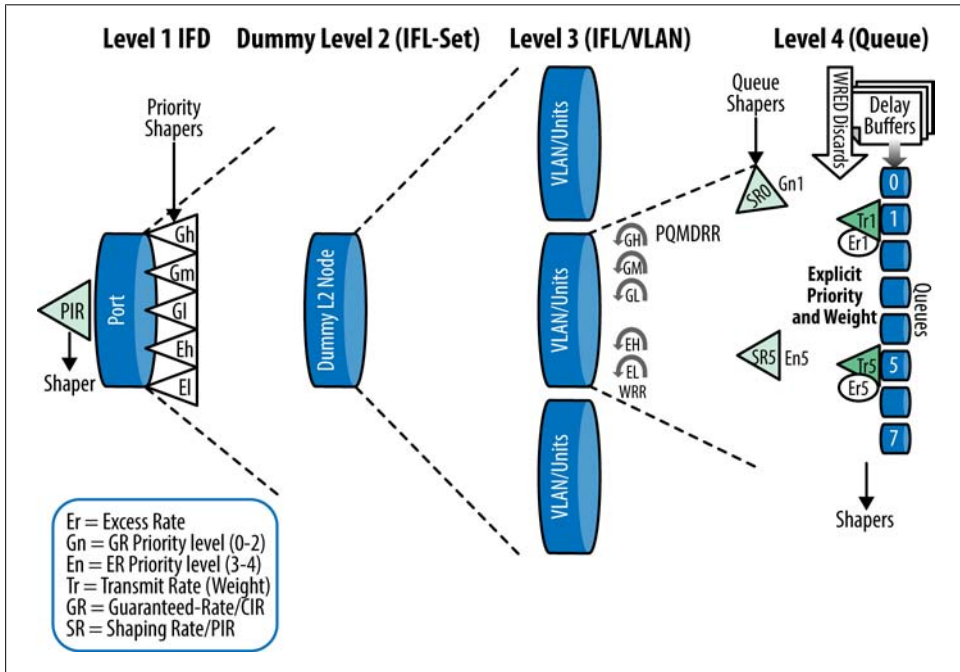 Level 1 IFD
Dummy Level 2 (IFL-Set)
Level 3 (IFL/VLAN)
Level 4 (Queue)
Priority
Shapers
Queue
Shapers
WRED Discards
Delay
Buffers
VLAN/Units
SR0
Gn1
0
Tr1
1
Er1
Gh
Gm
Gl
Eh
El
PIR
Port
Shaper
Dummy L2 Node
VLAN/Units
GH
PQMDRR
GM
GL
EH
EL
WRR
Explicit
Priority
and Weight
Queues
SR5
En5
Tr5
5
Er5
7
VLAN/Units
Shapers
Er = Excess Rate
Gn = GR Priority level (0-2)
En = ER Priority level (3-4)
Tr = Transmit Rate (Weight)
GR = Guaranteed-Rate/CIR
SR = Shaping Rate/PIR